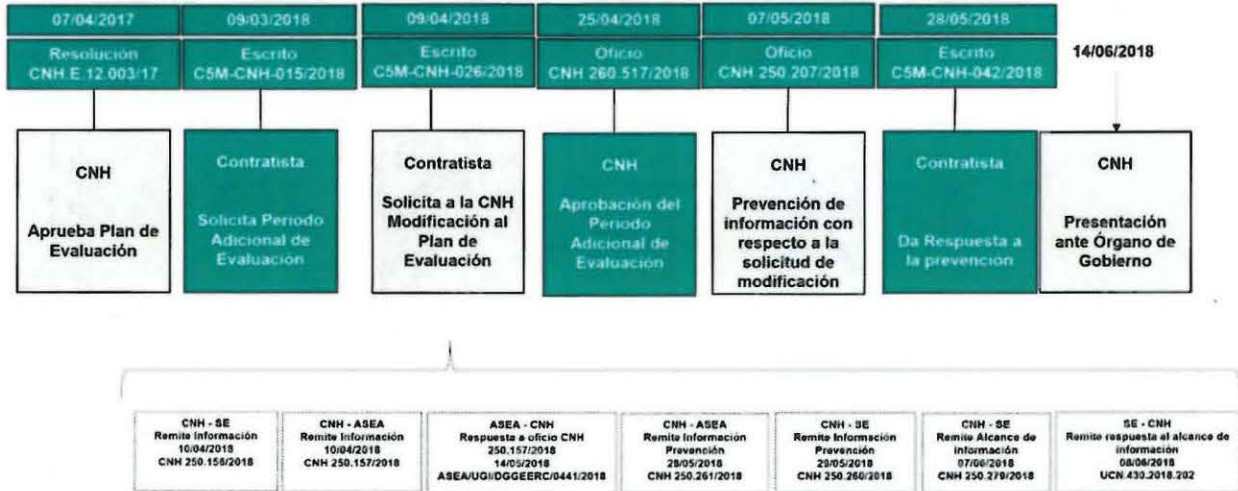 07/04/2017
Resolución
CNH.E.12.003/17
CNH
Aprueba Plan de
Evaluación
09/03/2018
Escrito
C5M-CNH-015/2018
Contratista
Solicita Periodo
Adicional de
Evaluación
09/04/2018
Escrito
C5M-CNH-026/2018
Contratista
Solicita a la CNH
Modificación al
Plan de
Evaluación
25/04/2018
Oficio
CNH 260.517/2018
CNH
Aprobación del
Periodo
Adicional de
Evaluación
07/05/2018
Oficio
CNH 250.207/2018
CNH
Prevención de
información con
respecto a la
solicitud de
modificación
28/05/2018
Escrito
C5M-CNH-042/2018
Contratista
Da Respuesta a
la prevención
14/06/2018
CNH
Presentación
ante Órgano de
Gobierno
CNH - SE
Remite Información
10/04/2018
CNH 250.156/2018
CNH - ASEA
Remite Información
10/04/2018
CNH 250.157/2018
ASEA - CNH
Respuesta a oficio CNH
250.157/2018
14/05/2018
ASEA/UGI/DGGEERC/0441/2018
CNH - ASEA
Remite Información
Prevención
28/05/2018
CNH 250.261/2018
CNH - SE
Remite Información
Prevención
29/05/2018
CNH 250.260/2018
CNH - SE
Remite Alcance de
información
07/06/2018
CNH 250.279/2018
SE - CNH
Remite respuesta al alcance de
información
08/06/2018
UCN.430.2018.202